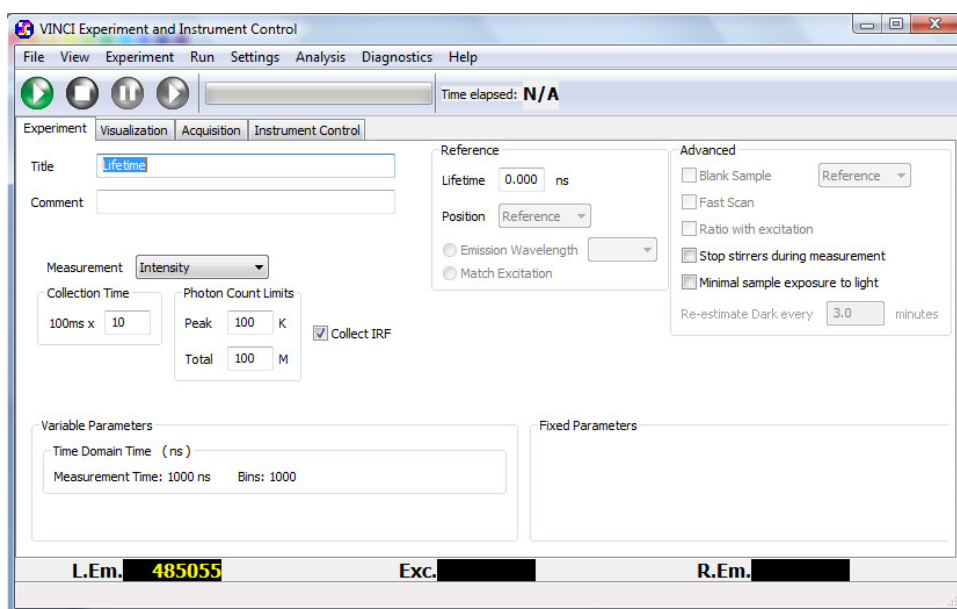 VINCI Experiment and Instrument Control
File View Experiment Run Settings Analysis Diagnostics Help
Time elapsed: N/A
Experiment Visualization Acquisition Instrument Control
Title Lifetime
Comment
Measurement Intensity
Collection Time
100ms x 10
Photon Count Limits
Peak 100 K
Total 100 M
Collect IRF
Reference
Lifetime 0.000 ns
Position Reference
Emission Wavelength
Match Excitation
Advanced
Blank Sample Reference
Fast Scan
Ratio with excitation
Stop stirrers during measurement
Minimal sample exposure to light
Re-estimate Dark every 3.0 minutes
Variable Parameters
Time Domain Time (ns)
Measurement Time: 1000 ns Bins: 1000
Fixed Parameters
L.Em. 485055 Exc. R.Em.